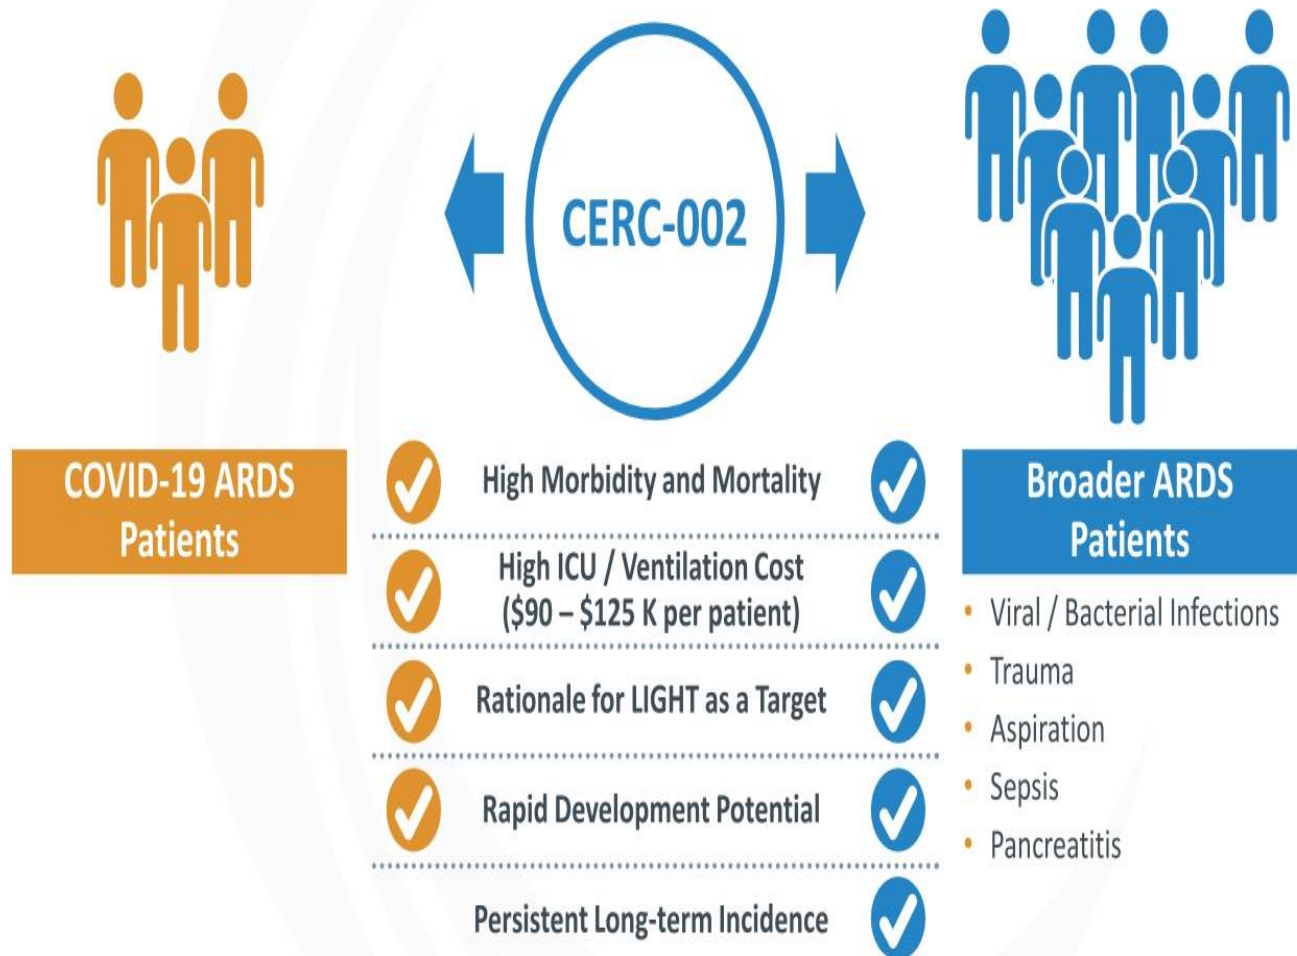 CERC-002
COVID-19 ARDS
Patients
High Morbidity and Mortality
High ICU / Ventilation Cost
($90 – $125 K per patient)
Rationale for LIGHT as a Target
Rapid Development Potential
Persistent Long-term Incidence
Broader ARDS
Patients
• Viral / Bacterial Infections
• Trauma
• Aspiration
• Sepsis
• Pancreatitis